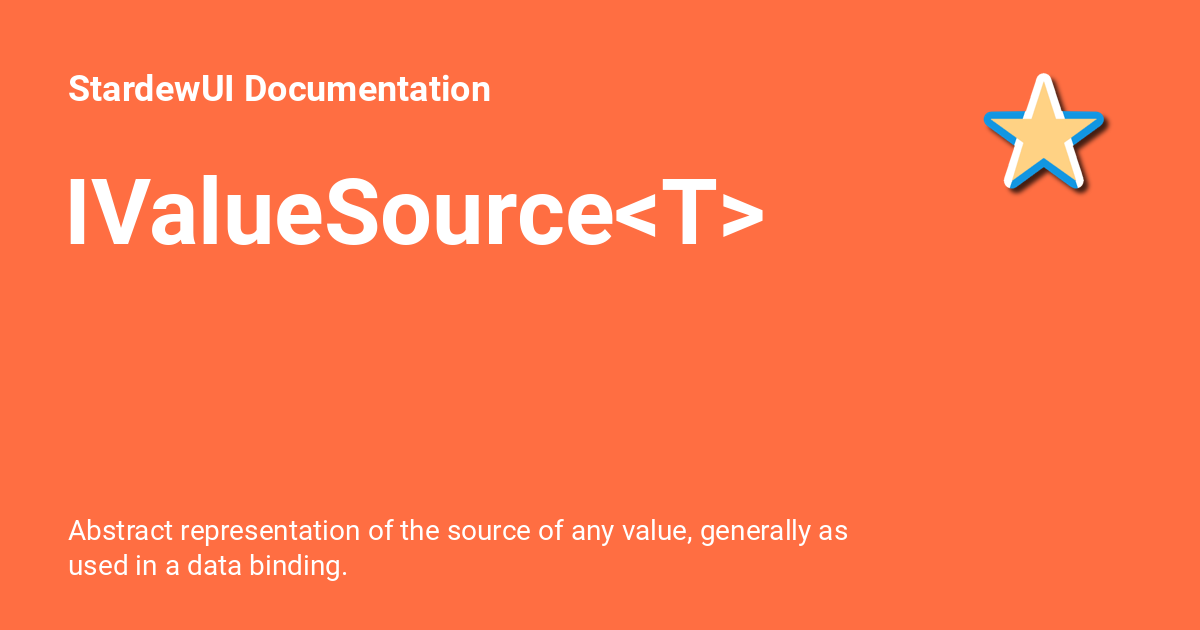 StardewUI Documentation
IValueSource<T>
Abstract representation of the source of any value, generally as
used in a data binding.